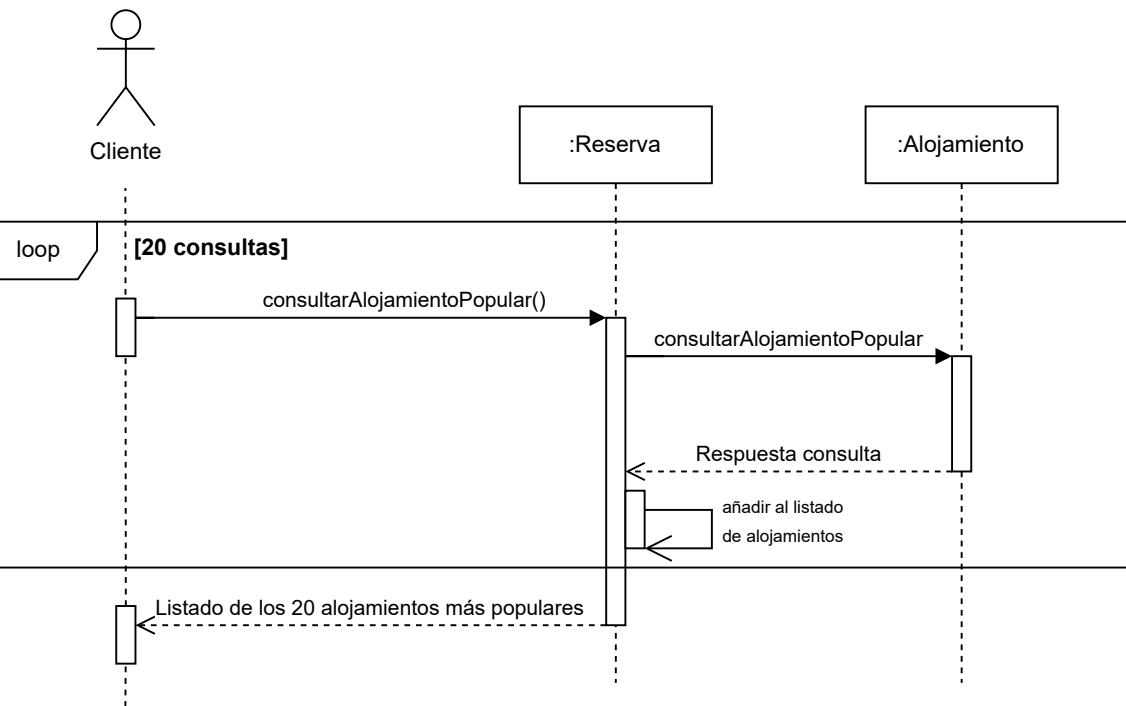 Cliente
:Reserva
:Alojamiento
loop
[20 consultas]
consultarAlojamientoPopular()
consultarAlojamientoPopular
Respuesta consulta
añadir al listado
de alojamientos
Listado de los 20 alojamientos más populares